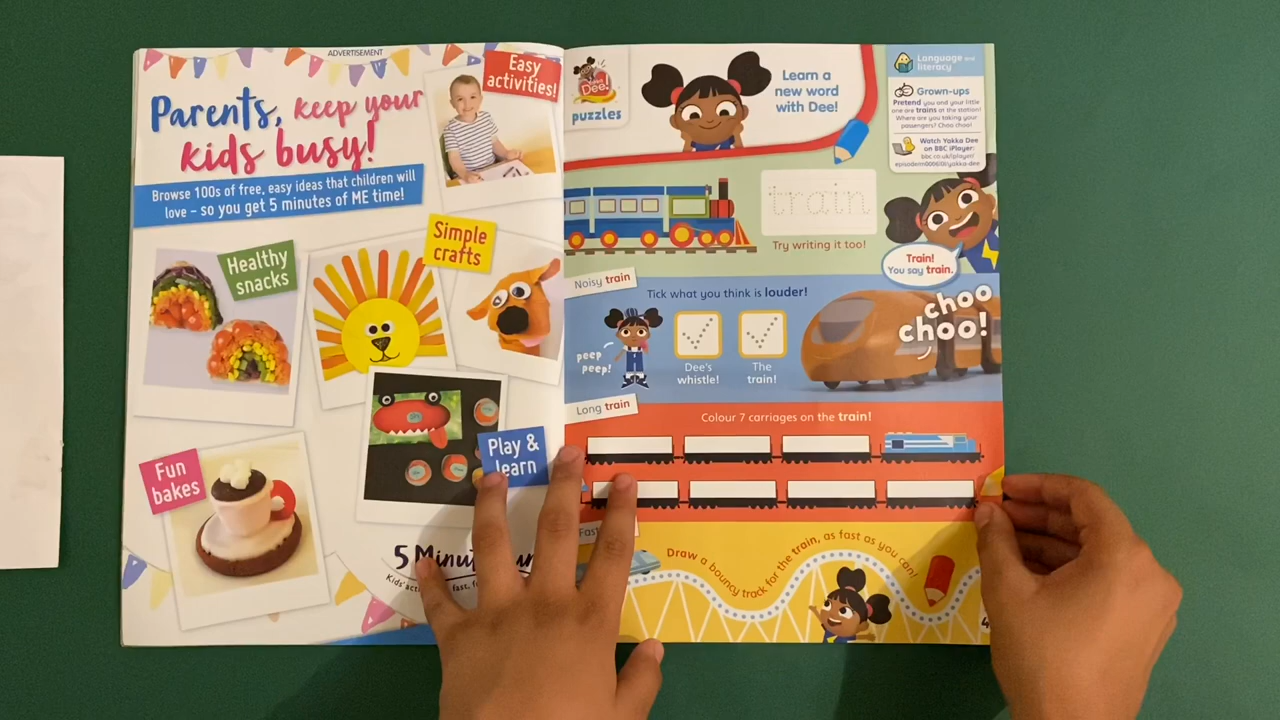 ADVERTISEMENT
Parents, keep your
kids busy!
Easy
activities!
Browse 100s of free, easy ideas that children will
love – so you get 5 minutes of ME time!
Simple
crafts
Healthy
snacks
Play &
learn
Fun
bakes
5 Minut
Dee!
puzzles
Learn a
new word
with Dee!
Language and
literacy
Grown-ups
Pretend you and your little
one are trains at the station!
Where are you taking your
passengers? Choo choo!
Watch Yakka Dee
on BBC iPlayer:
train
Try writing it too!
Train!
You say train.
Noisy train
Tick what you think is louder!
peep
peep!
Dee's
whistle!
The
train!
choo
choo!
Long train
Colour 7 carriages on the train!
Fast
Draw a bouncy track for the train, as fast as you can!